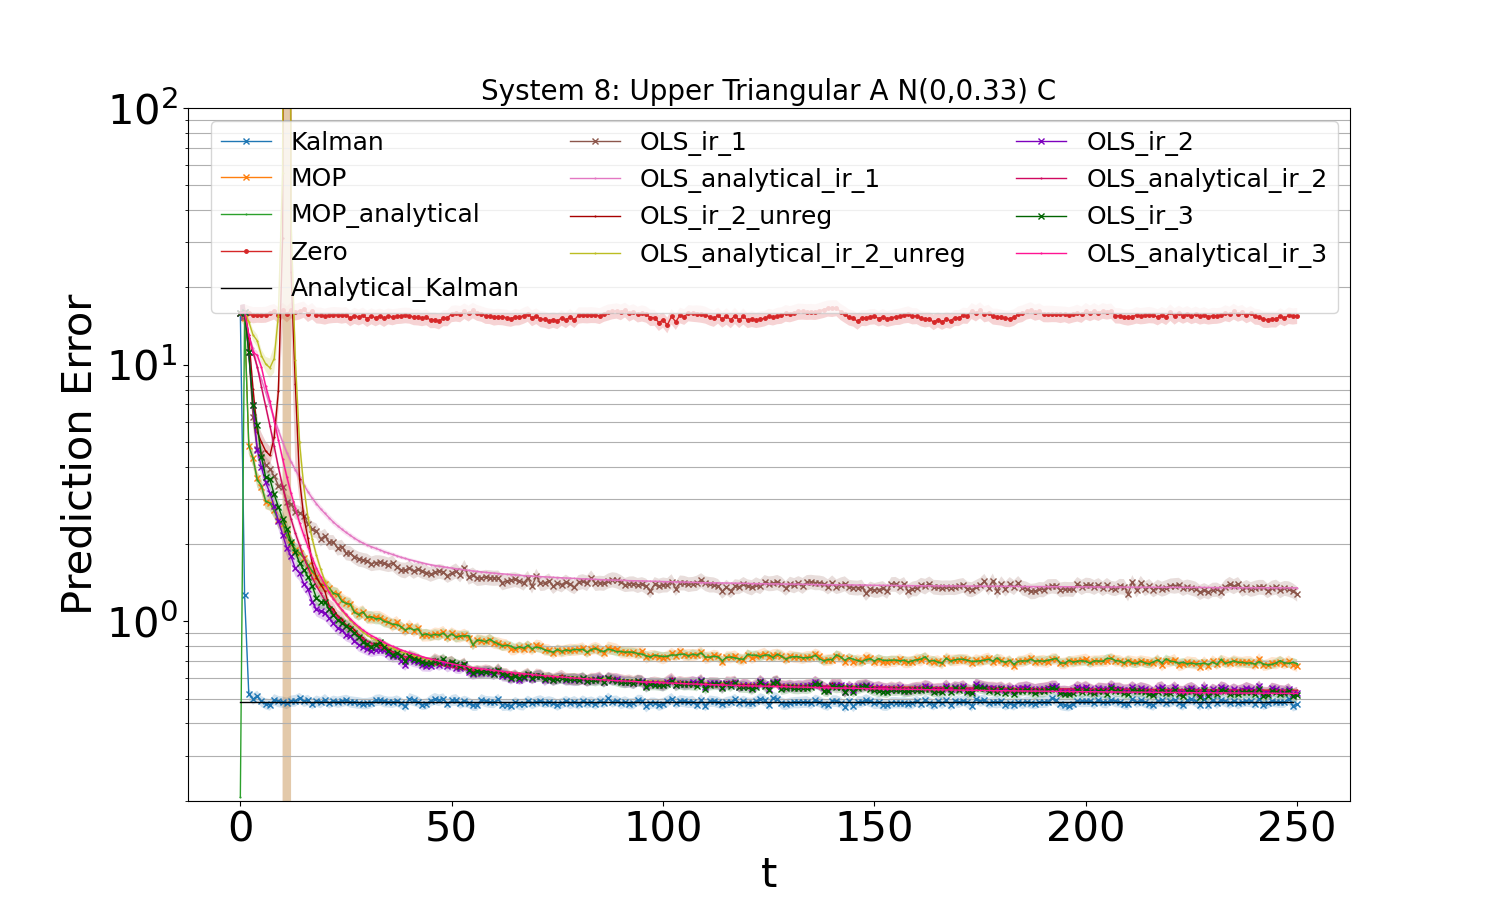 System 8: Upper Triangular A N(0,0.33) C
10²
10¹
10⁰
Prediction Error
Kalman
MOP
MOP_analytical
Zero
Analytical_Kalman
OLS_ir_1
OLS_analytical_ir_1
OLS_ir_2_unreg
OLS_analytical_ir_2_unreg
OLS_ir_2
OLS_analytical_ir_2
OLS_ir_3
OLS_analytical_ir_3
0 50 100 150 200 250
t